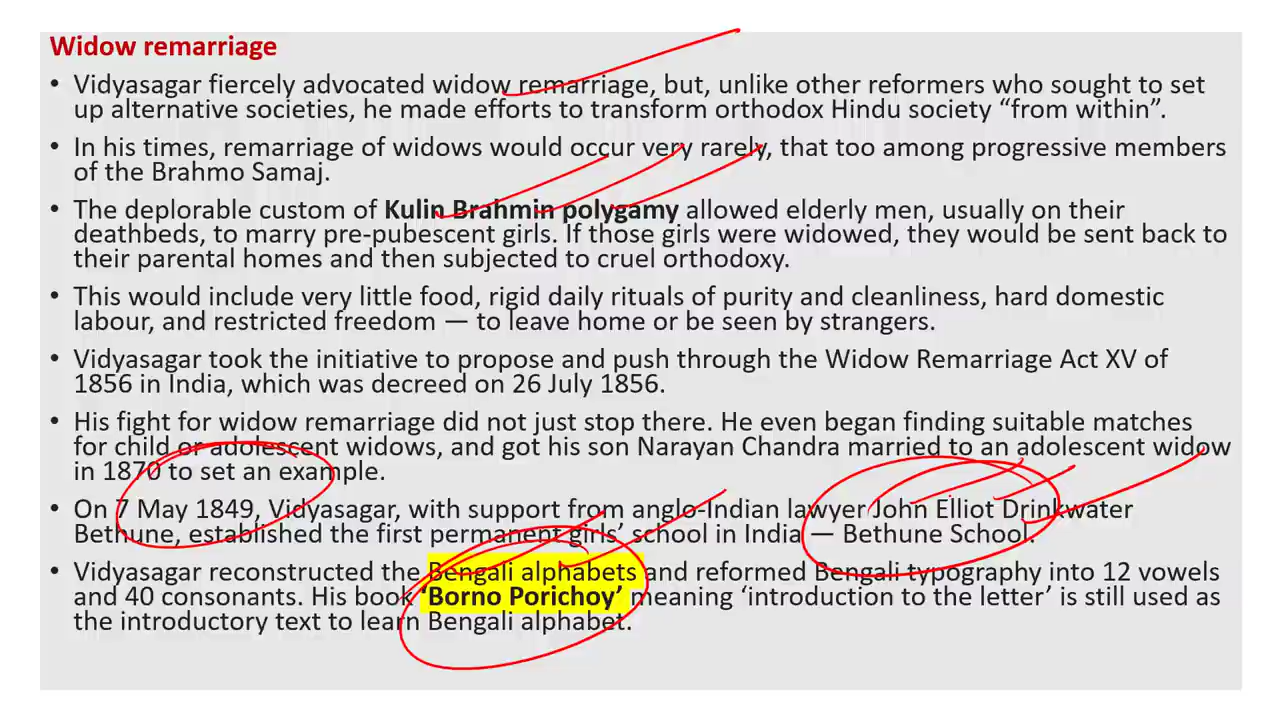 Widow remarriage
• Vidyasagar fiercely advocated widow remarriage, but, unlike other reformers who sought to set
up alternative societies, he made efforts to transform orthodox Hindu society “from within”.
• In his times, remarriage of widows would occur very rarely, that too among progressive members
of the Brahmo Samaj.
• The deplorable custom of Kulin Brahmin polygamy allowed elderly men, usually on their
deathbeds, to marry pre-pubescent girls. If those girls were widowed, they would be sent back to
their parental homes and then subjected to cruel orthodoxy.
• This would include very little food, rigid daily rituals of purity and cleanliness, hard domestic
labour, and restricted freedom — to leave home or be seen by strangers.
• Vidyasagar took the initiative to propose and push through the Widow Remarriage Act XV of
1856 in India, which was decreed on 26 July 1856.
• His fight for widow remarriage did not just stop there. He even began finding suitable matches
for child or adolescent widows, and got his son Narayan Chandra married to an adolescent widow
in 1870 to set an example.
• On 7 May 1849, Vidyasagar, with support from anglo-Indian lawyer John Elliot Drinkwater
Bethune, established the first permanent girls’ school in India — Bethune School.
• Vidyasagar reconstructed the Bengali alphabets and reformed Bengali typography into 12 vowels
and 40 consonants. His book ‘Borno Porichoy’ meaning ‘introduction to the letter’ is still used as
the introductory text to learn Bengali alphabet.